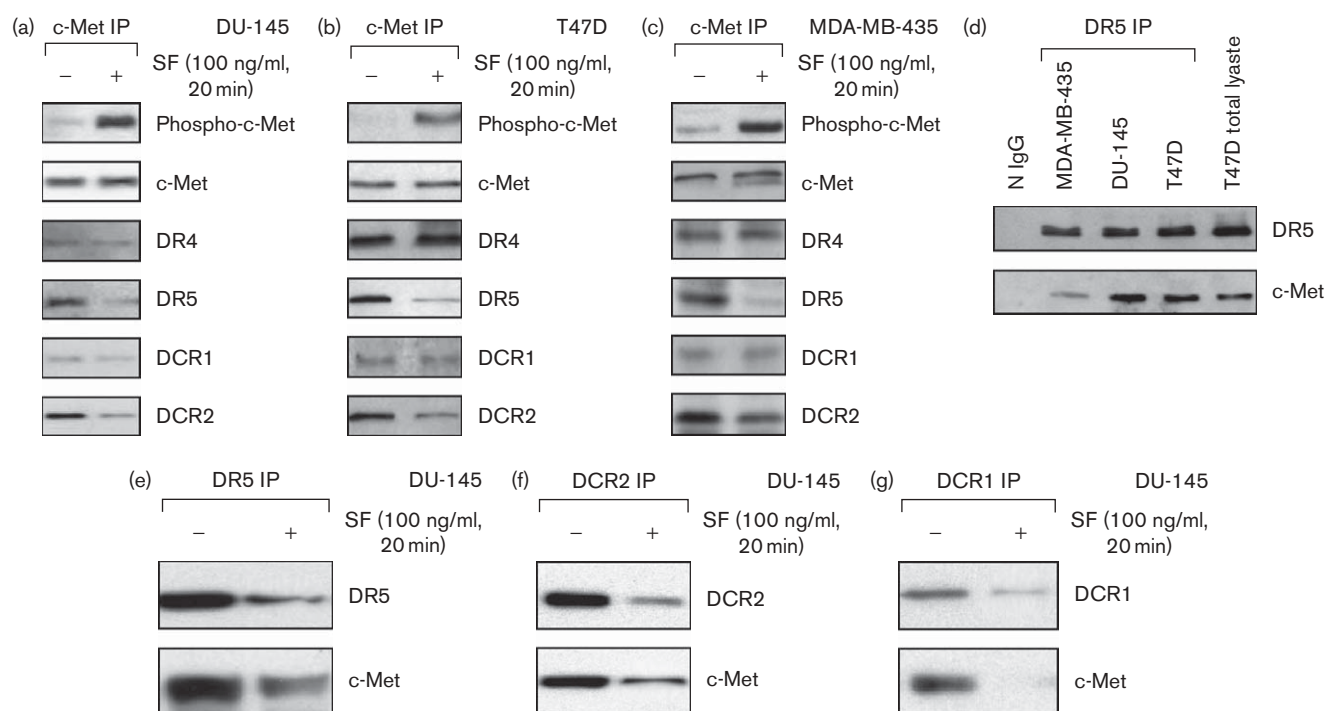 (a) c-Met IP DU-145
SF (100 ng/ml,
20 min)
– +
Phospho-c-Met
c-Met
DR4
DR5
DCR1
DCR2
(b) c-Met IP T47D
SF (100 ng/ml,
20 min)
– +
Phospho-c-Met
c-Met
DR4
DR5
DCR1
DCR2
(c) c-Met IP MDA-MB-435
SF (100 ng/ml,
20 min)
– +
Phospho-c-Met
c-Met
DR4
DR5
DCR1
DCR2
(d) DR5 IP
N IgG
MDA-MB-435
DU-145
T47D
T47D total lyaste
DR5
c-Met
(e) DR5 IP DU-145
SF (100 ng/ml,
20 min)
– +
DR5
c-Met
(f) DCR2 IP DU-145
SF (100 ng/ml,
20 min)
– +
DCR2
c-Met
(g) DCR1 IP DU-145
SF (100 ng/ml,
20 min)
– +
DCR1
c-Met